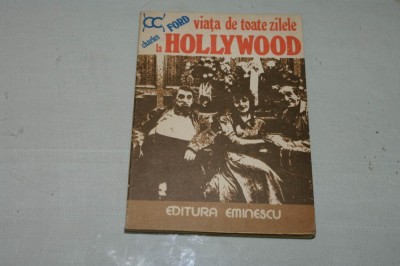 CC
charles FORD
viața de toate zilele
la HOLLYWOOD
EDITURA EMINESCU